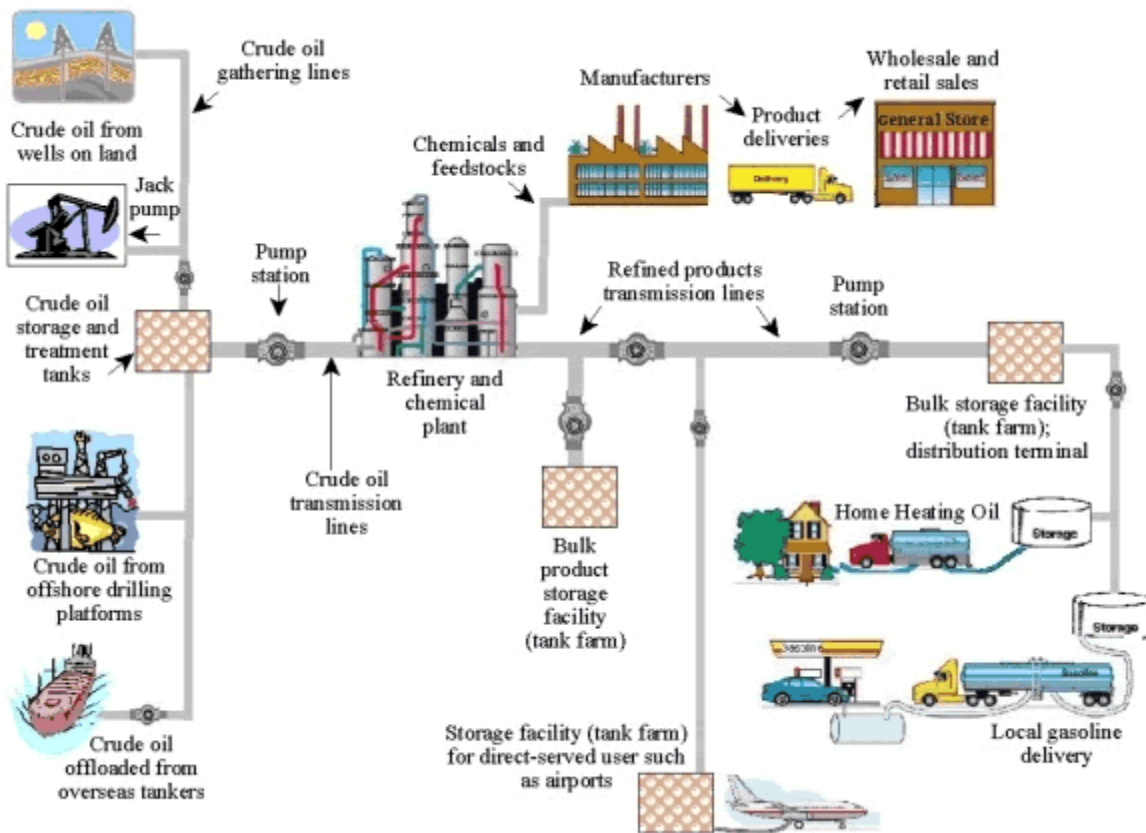 Crude oil
gathering lines
Crude oil from
wells on land
Jack
pump
Manufacturers
Wholesale and
retail sales
Product
deliveries
General Store
Sale
Sale
Delivery
Chemicals and
feedstocks
Pump
station
Refined products
transmission lines
Pump
station
Crude oil
storage and
treatment
tanks
Refinery and
chemical
plant
Crude oil
transmission
lines
Bulk storage facility
(tank farm);
distribution terminal
Bulk
product
storage
facility
(tank farm)
Home Heating Oil
Storage
Crude oil from
offshore drilling
platforms
Storage
Gasoline
Gasoline
Local gasoline
delivery
Crude oil
offloaded from
overseas tankers
Storage facility (tank farm)
for direct-served user such
as airports